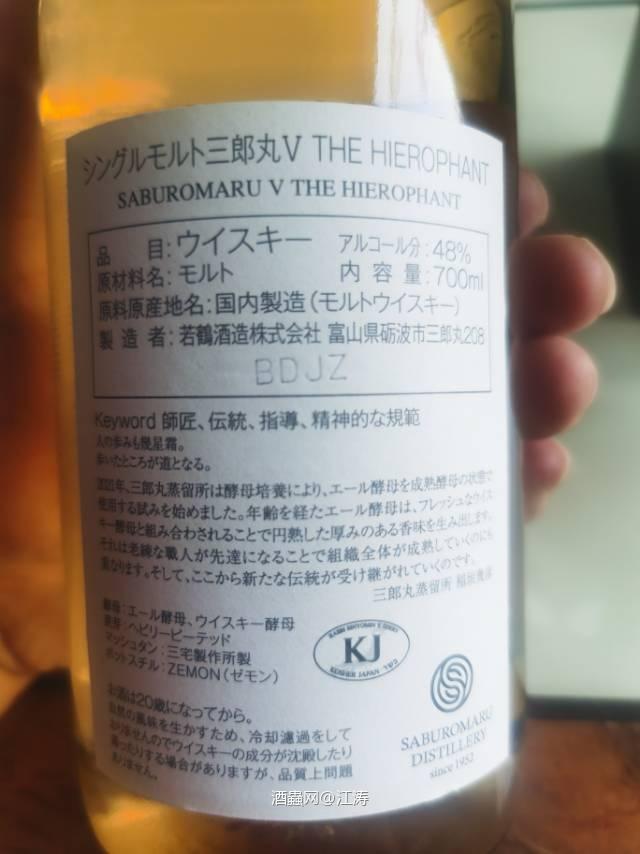 シングルモルト三郎丸V THE HIEROPHANT
SABUROMARU V THE HIEROPHANT
品 目:ウイスキー アルコール分:48%
原材料名:モルト 内容量:700ml
原料原産地名:国内製造(モルトウイスキー)
製造者:若鶴酒造株式会社 富山県砺波市三郎丸208
BDJZ
Keyword 師匠、伝統、指導、精神的な規範
人の歩みも幾星霜。
歩いたところが道となる。
2021年、三郎丸蒸留所は酵母培養により、エール酵母を成熟酵母の状態で
使用する試みを始めました。年齢を経たエール酵母は、フレッシュなウイス
キー酵母と組み合わされることで円熟した厚みのある香味を生み出します。
それは老練な職人が先達になることで組織全体が成熟していくのにも
重なります。そして、ここから新たな伝統が受け継がれていくのです。
三郎丸蒸留所 稲垣貴彦
酵母:エール酵母、ウイスキー酵母
麦芽:ヘビリーピーテッド
マッシュタン:三宅製作所製
ポットスチル:ZEMON(ゼモン)
KJ
KOSHER JAPAN
お酒は20歳になってから。
自然の風味を生かすため、冷却濾過をして
おりませんのでウイスキーの成分が沈殿したり
濁ったりする場合がありますが、品質上問題
ありません。
SABUROMARU
DISTILLERY
since 1952
酒蟲网@江涛